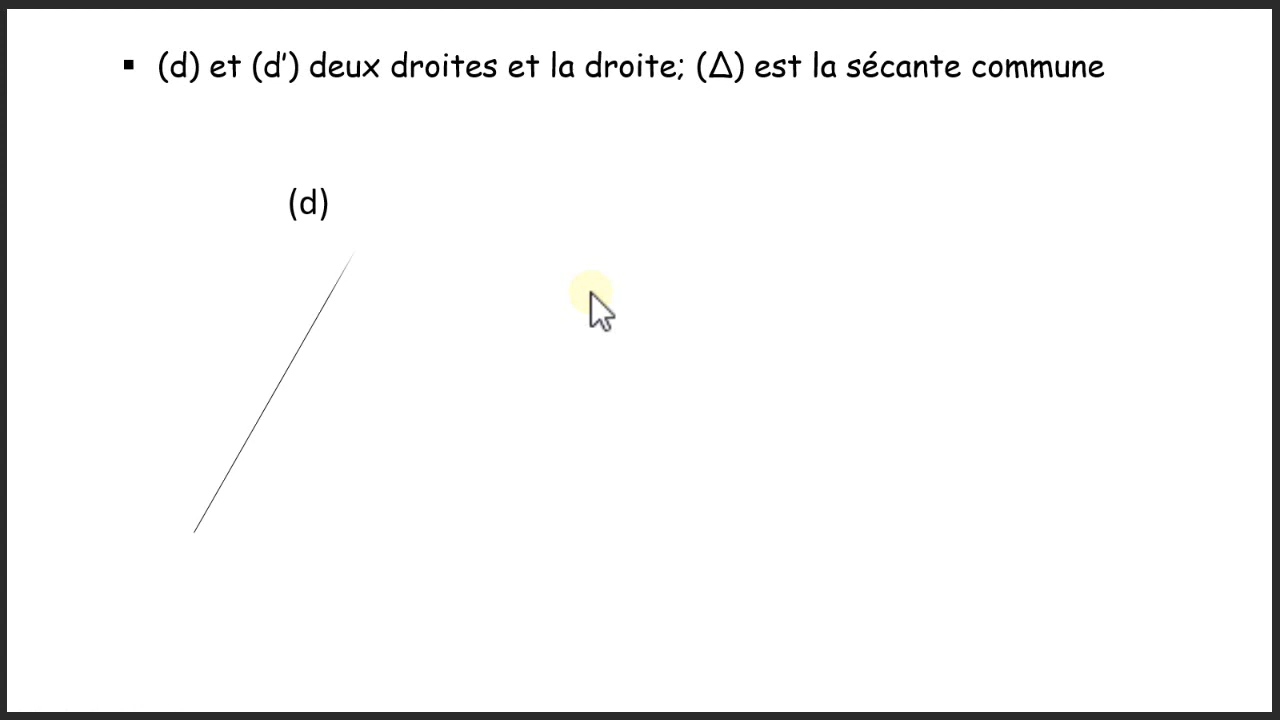 ▪ (d) et (d') deux droites et la droite; (Δ) est la sécante commune
(d)